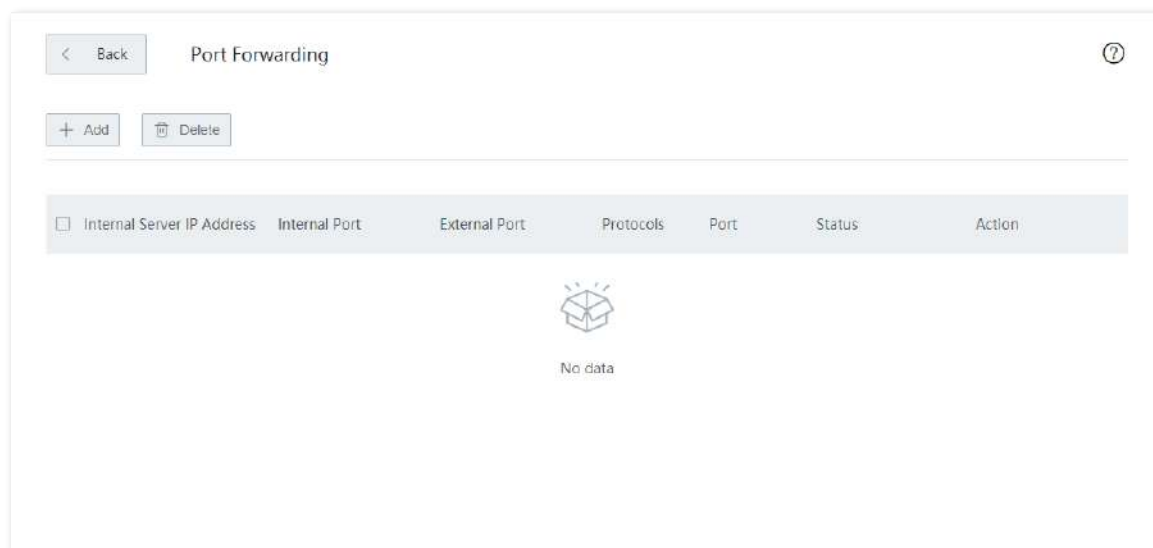 Back
Port Forwarding
?
Add
Delete
Internal Server IP Address Internal Port External Port Protocols Port Status Action
No data